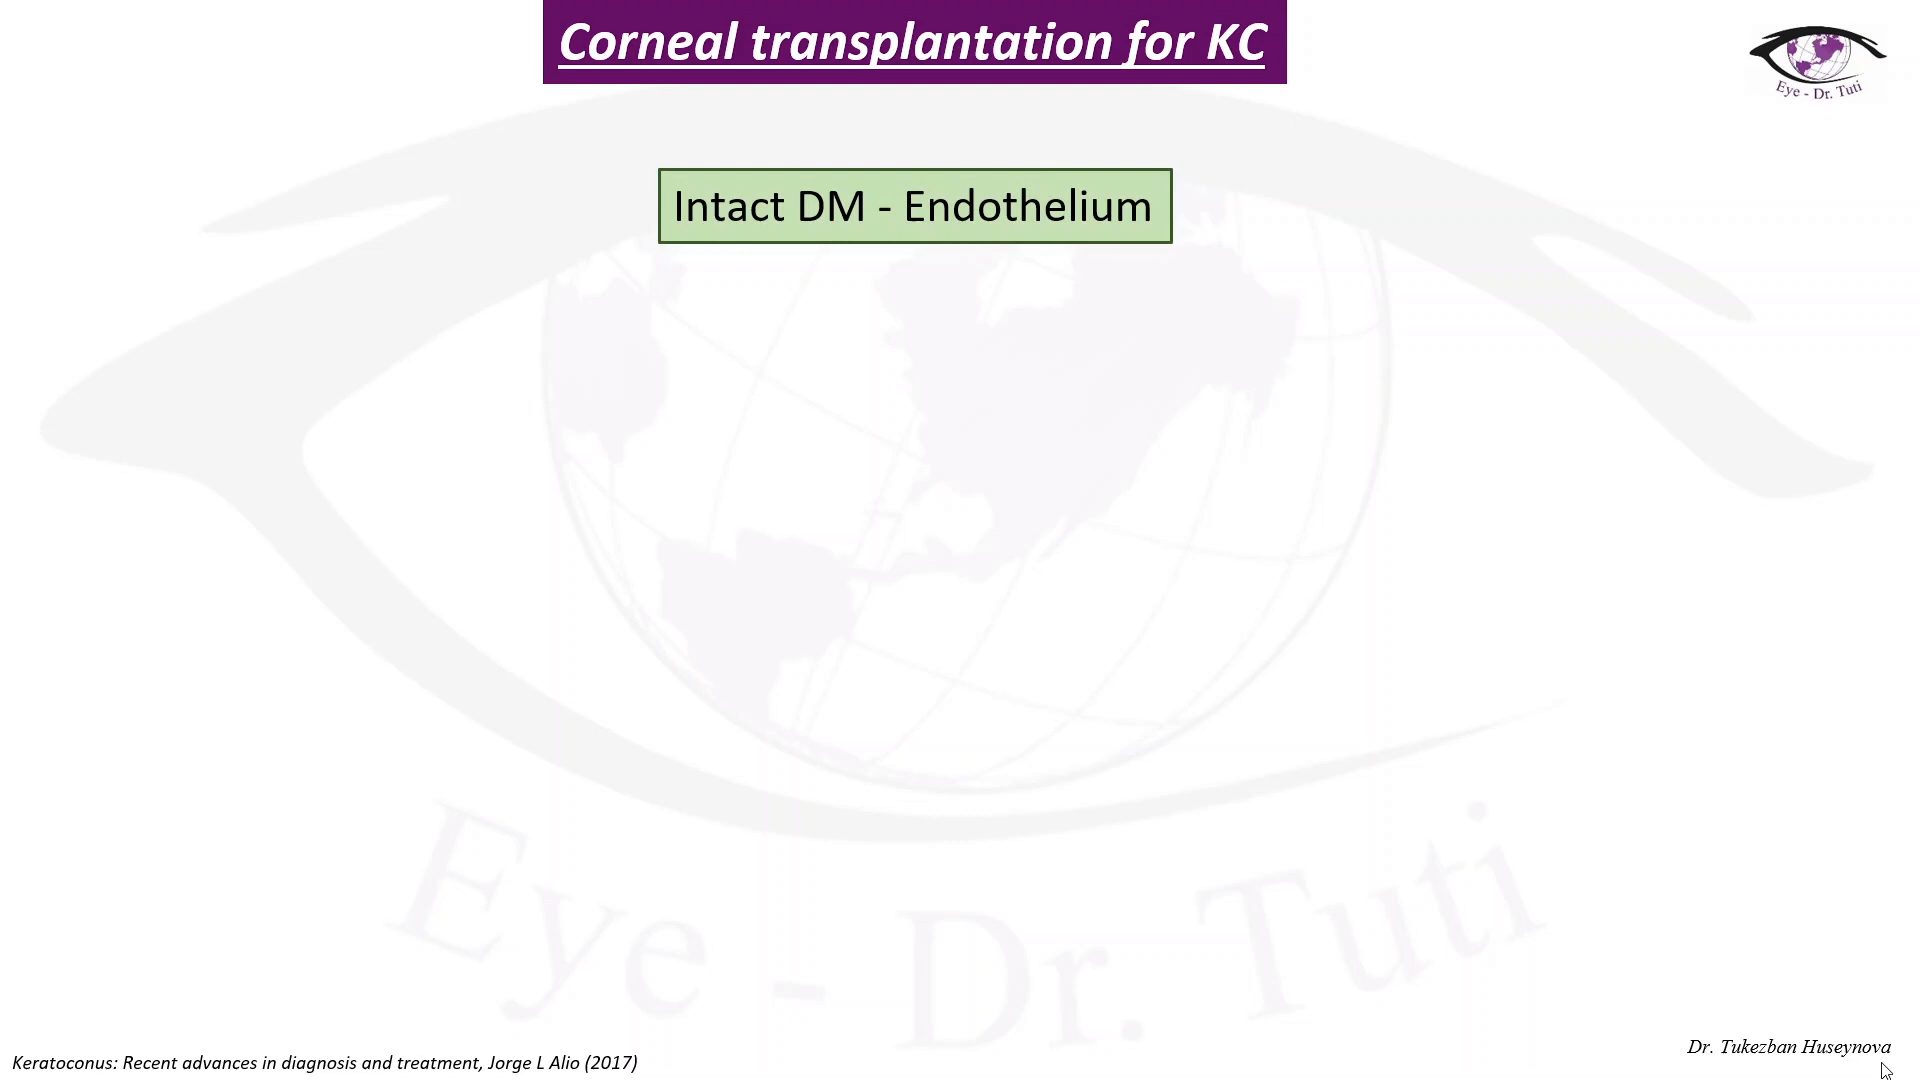 Corneal transplantation for KC
Eye - Dr. Tuti
Intact DM - Endothelium
Eye - Dr. Tuti
Dr. Tukezban Huseynova
Keratoconus: Recent advances in diagnosis and treatment, Jorge L Alio (2017)